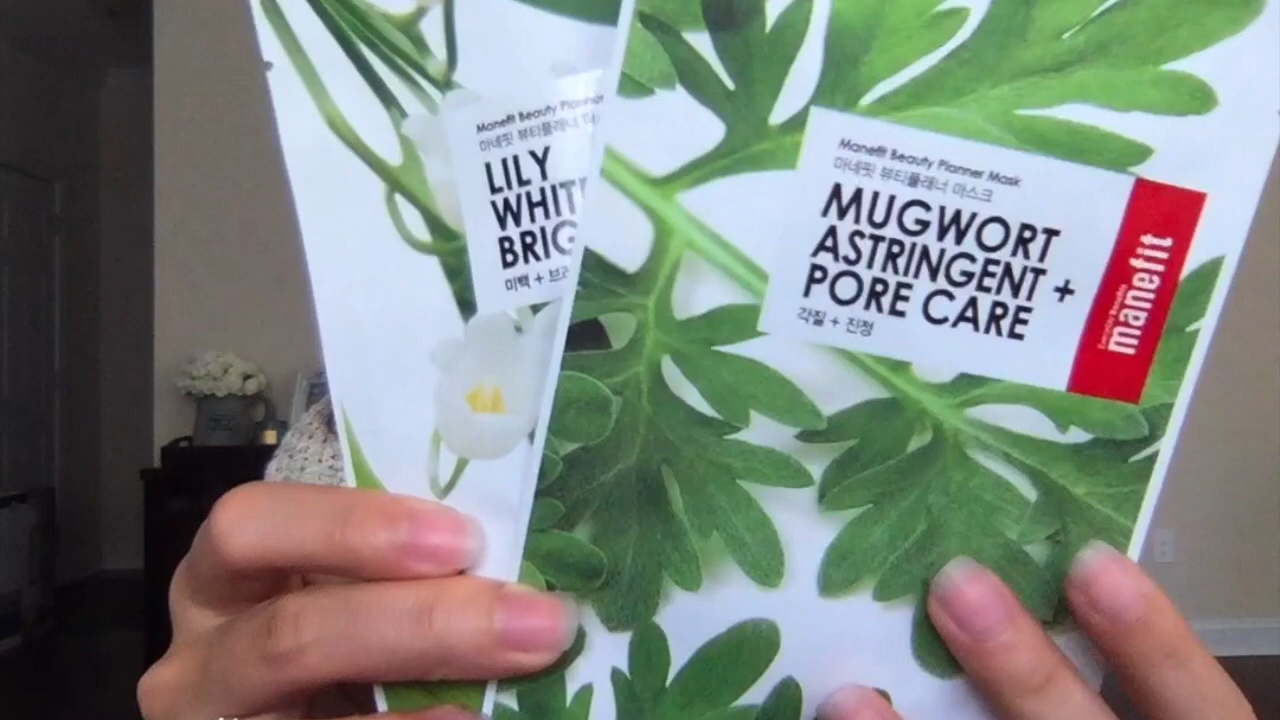 Manefit Beauty Planner
마네핏 뷰티플래너
LILY
WHIT
BRIG
미백 +
Manefit Beauty Planner Mask
마네핏 뷰티플래너 마스크
MUGWORT
ASTRINGENT +
PORE CARE
각질 + 진정
manefit